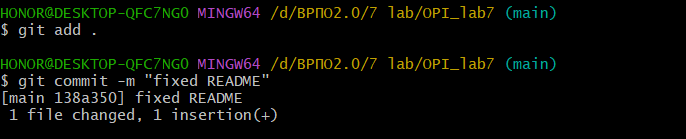 HONOR@DESKTOP-QFC7NG0 MINGW64 /d/ВРПО2.0/7 lab/OPI_lab7 (main)
$ git add .
HONOR@DESKTOP-QFC7NG0 MINGW64 /d/ВРПО2.0/7 lab/OPI_lab7 (main)
$ git commit -m "fixed README"
[main 138a350] fixed README
 1 file changed, 1 insertion(+)